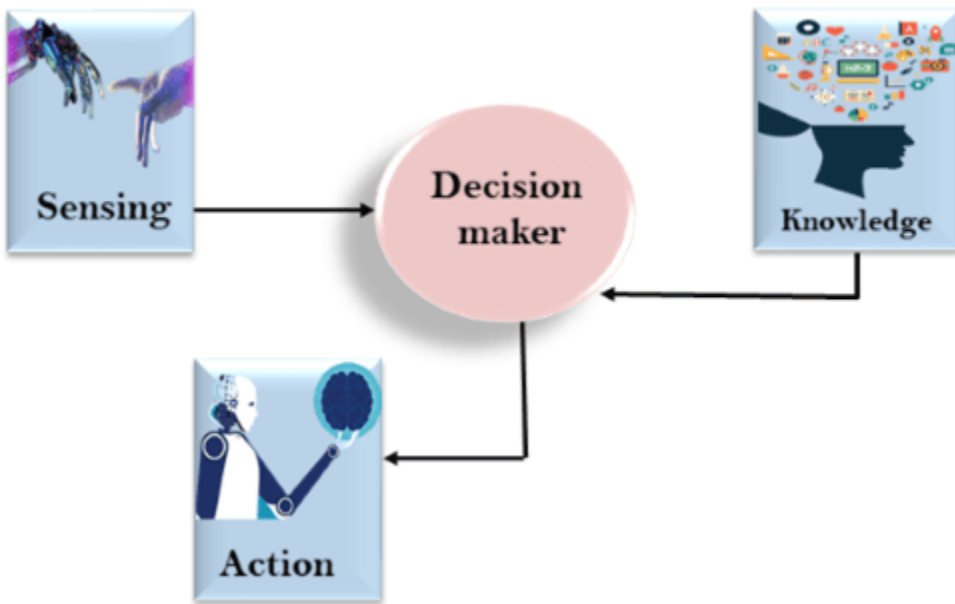 Sensing
Decision
maker
Knowledge
Action